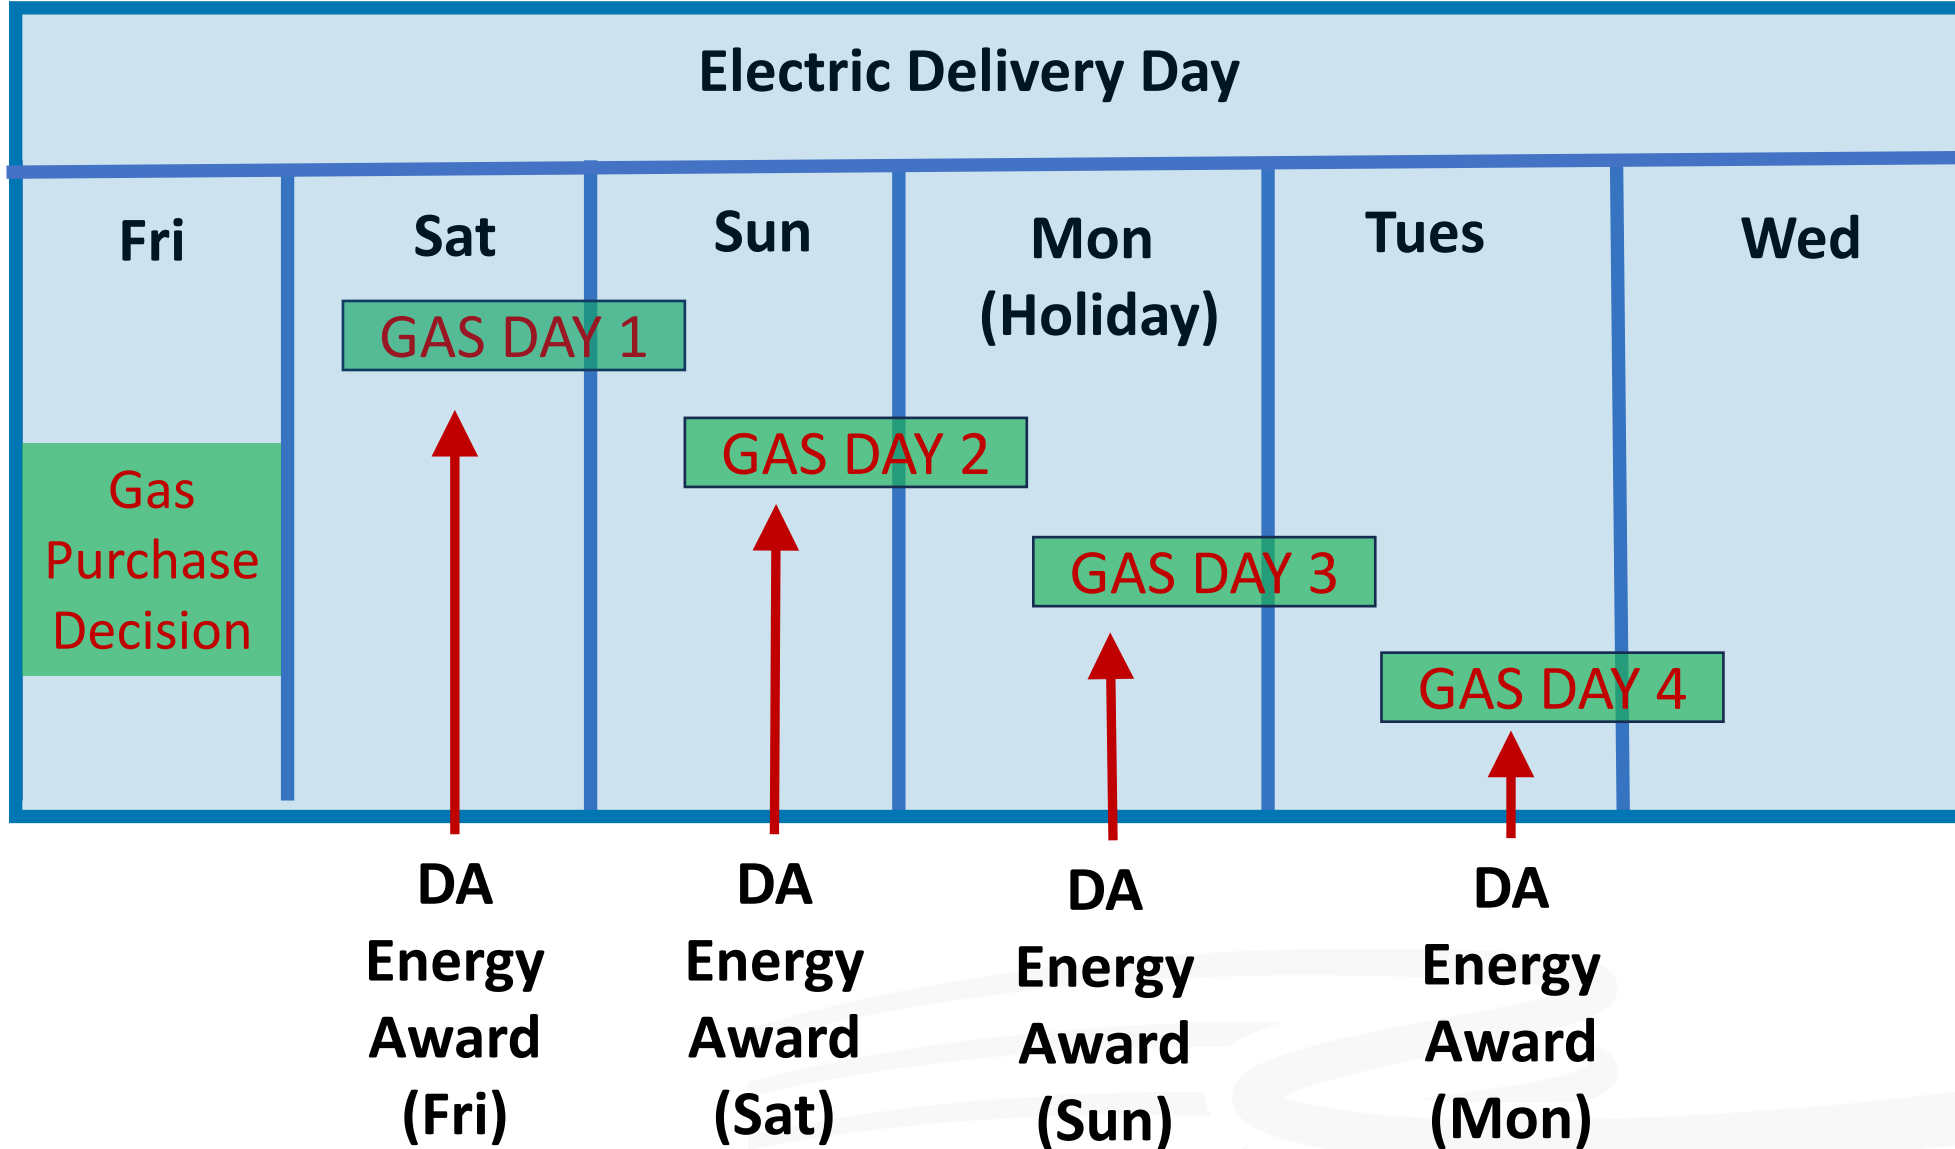 Electric Delivery Day
Fri
Sat
Sun
Mon
(Holiday)
Tues
Wed
GAS DAY 1
GAS DAY 2
GAS DAY 3
GAS DAY 4
Gas
Purchase
Decision
DA
Energy
Award
(Fri)
DA
Energy
Award
(Sat)
DA
Energy
Award
(Sun)
DA
Energy
Award
(Mon)